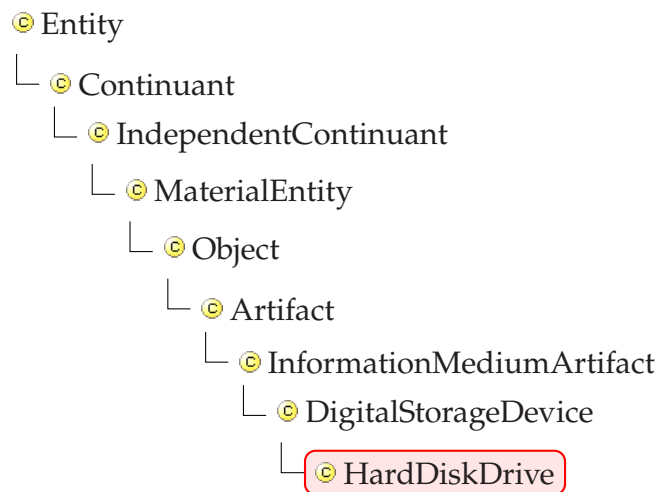 Entity
Continuant
IndependentContinuant
MaterialEntity
Object
Artifact
InformationMediumArtifact
DigitalStorageDevice
HardDiskDrive